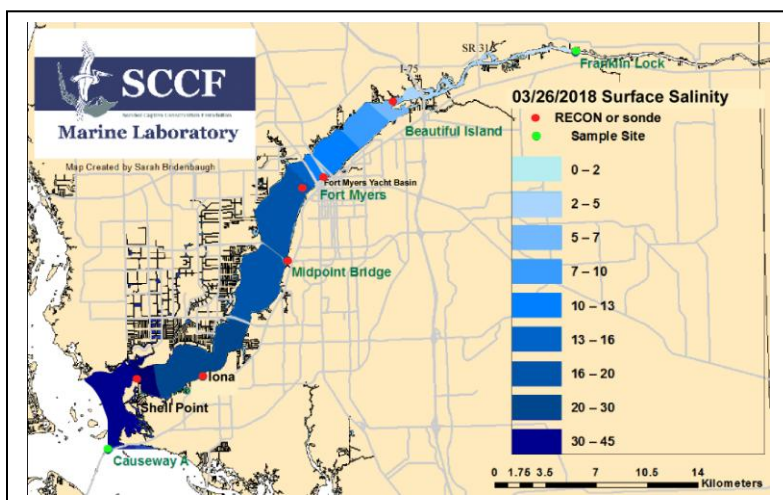 SR 31
I-75
Franklin Lock
SCCF
Marine Laboratory
Map Created by Sarah Bridenbaugh
03/26/2018 Surface Salinity
RECON or sonde
Sample Site
Beautiful Island
Fort Myers Yacht Basin
Fort Myers
Midpoint Bridge
Iona
Shell Point
Causeway A
0 – 2
2 – 5
5 – 7
7 – 10
10 – 13
13 – 16
16 – 20
20 – 30
30 – 45
0 1.75 3.5 7 10.5 14
Kilometers